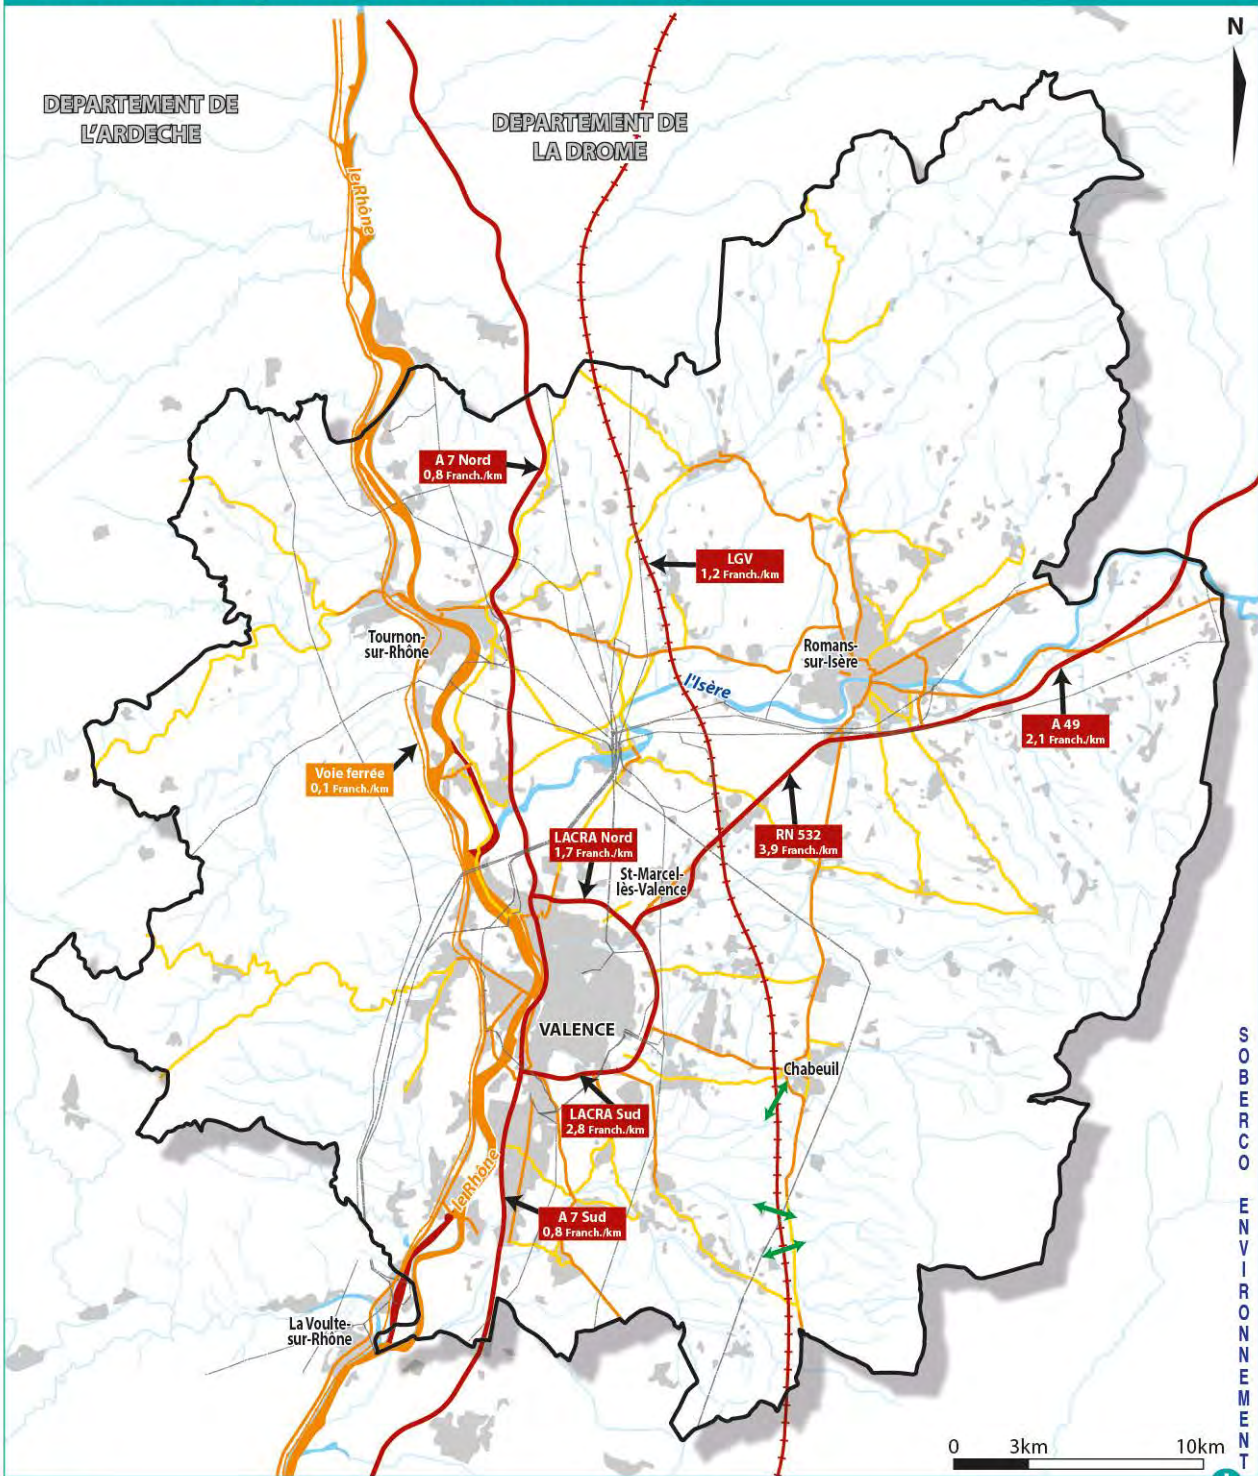 N
DEPARTEMENT DE
L'ARDECHE
DEPARTEMENT DE
LA DROME
le Rhône
A 7 Nord
0,8 Franch./km
LGV
1,2 Franch./km
Tournon-
sur-Rhône
Romans-
sur-Isère
l'Isère
A 49
2,1 Franch./km
Voie ferrée
0,1 Franch./km
LACRA Nord
1,7 Franch./km
RN 532
3,9 Franch./km
St-Marcel-
lès-Valence
VALENCE
Chabeuil
LACRA Sud
2,8 Franch./km
le Rhône
A 7 Sud
0,8 Franch./km
La Voulte-
sur-Rhône
SOBERCO ENVIRONNEMENT
0 3km 10km